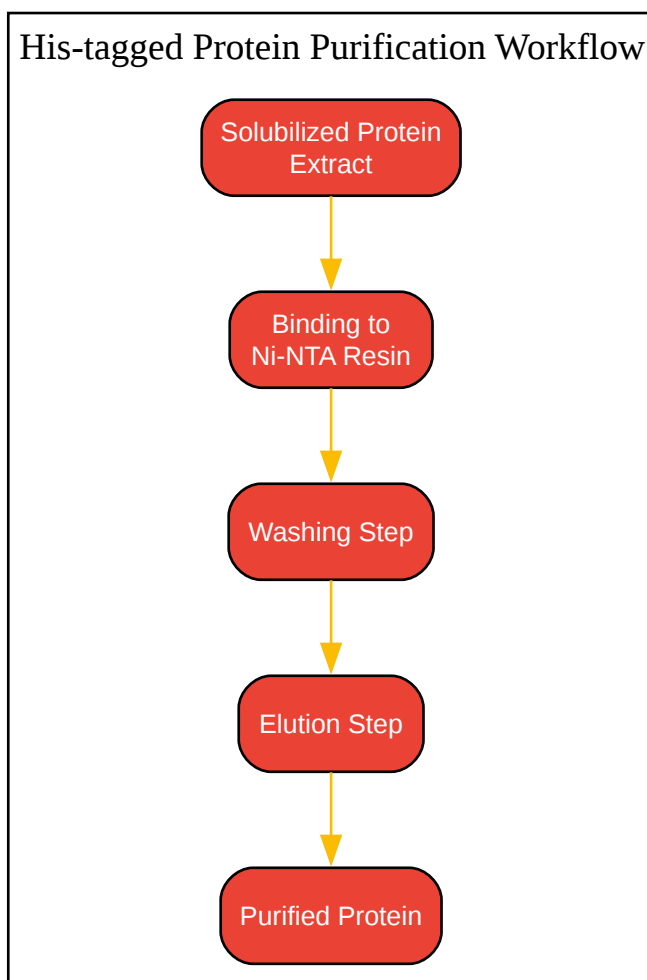 His-tagged Protein Purification Workflow
Solubilized Protein
Extract
Binding to
Ni-NTA Resin
Washing Step
Elution Step
Purified Protein